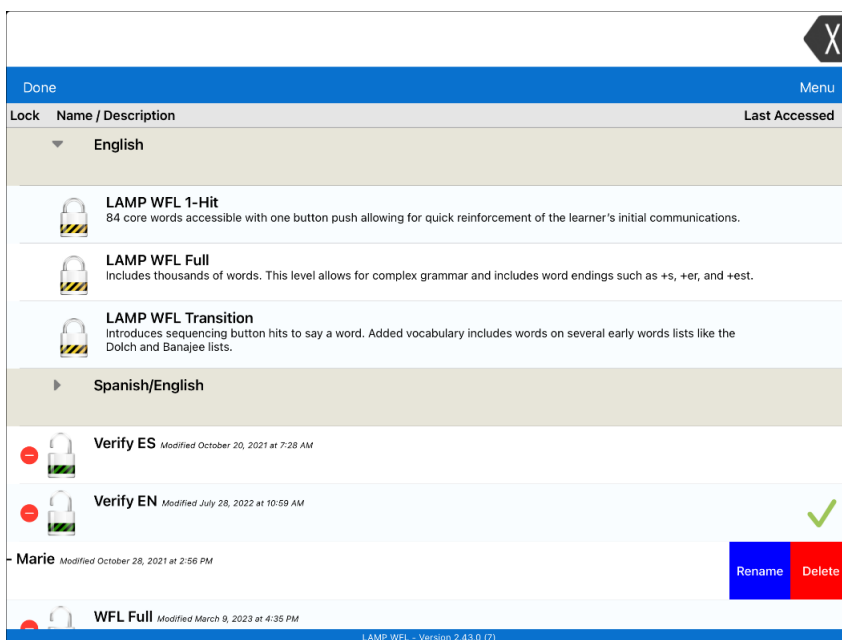 X
Done Menu
Lock Name / Description Last Accessed
English
LAMP WFL 1-Hit
84 core words accessible with one button push allowing for quick reinforcement of the learner's initial communications.
LAMP WFL Full
Includes thousands of words. This level allows for complex grammar and includes word endings such as +s, +er, and +est.
LAMP WFL Transition
Introduces sequencing button hits to say a word. Added vocabulary includes words on several early words lists like the
Dolch and Banajee lists.
Spanish/English
Verify ES Modified October 20, 2021 at 7:28 AM
Verify EN Modified July 28, 2022 at 10:59 AM
- Marie Modified October 28, 2021 at 2:56 PM
Rename Delete
WFL Full Modified March 9, 2023 at 4:35 PM
LAMP WFL - Version 2.43.0 (7)